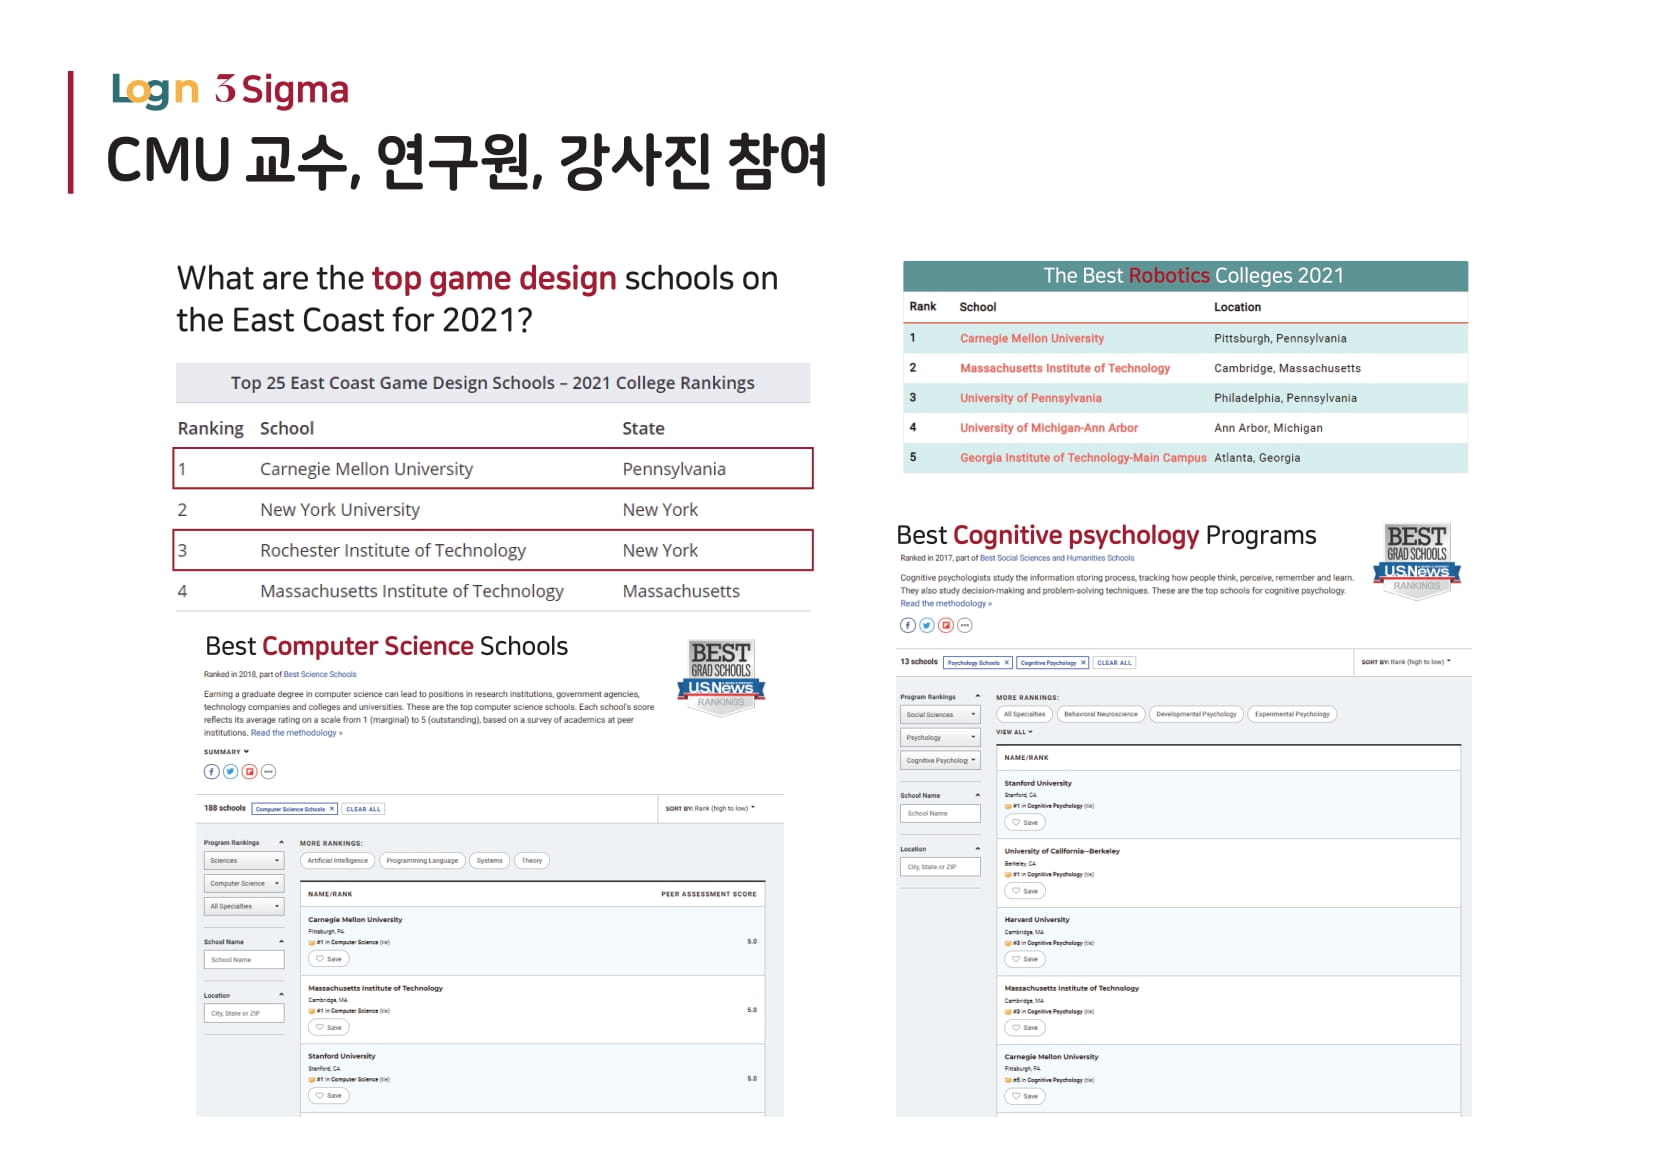 Logn 3 Sigma
CMU 교수, 연구원, 강사진 참여
What are the top game design schools on
the East Coast for 2021?
Top 25 East Coast Game Design Schools – 2021 College Rankings
Ranking School State
1 Carnegie Mellon University Pennsylvania
2 New York University New York
3 Rochester Institute of Technology New York
4 Massachusetts Institute of Technology Massachusetts
Best Computer Science Schools
Ranked in 2018, part of Best Science Schools
Earning a graduate degree in computer science can lead to positions in research institutions, government agencies,
technology companies and colleges and universities. These are the top computer science schools. Each school's score
reflects its average rating on a scale from 1 (marginal) to 5 (outstanding), based on a survey of academics at peer
institutions. Read the methodology »
SUMMARY
BEST
GRAD SCHOOLS
U.S.News
RANKINGS
188 schools Computer Science Schools × CLEAR ALL SORT BY: Rank (high to low)
Program Rankings
Sciences
Computer Science
All Specialties
School Name
School Name
Location
City, State or ZIP
MORE RANKINGS:
Artificial Intelligence Programming Language Systems Theory
NAME/RANK PEER ASSESSMENT SCORE
Carnegie Mellon University
Pittsburgh, PA
#1 in Computer Science (tie) 5.0
Save
Massachusetts Institute of Technology
Cambridge, MA
#1 in Computer Science (tie) 5.0
Save
Stanford University
Stanford, CA
#1 in Computer Science (tie) 5.0
Save
The Best Robotics Colleges 2021
Rank School Location
1 Carnegie Mellon University Pittsburgh, Pennsylvania
2 Massachusetts Institute of Technology Cambridge, Massachusetts
3 University of Pennsylvania Philadelphia, Pennsylvania
4 University of Michigan-Ann Arbor Ann Arbor, Michigan
5 Georgia Institute of Technology-Main Campus Atlanta, Georgia
Best Cognitive psychology Programs
Ranked in 2017, part of Best Social Sciences and Humanities Schools
Cognitive psychologists study the information storing process, tracking how people think, perceive, remember and learn.
They also study decision-making and problem-solving techniques. These are the top schools for cognitive psychology.
Read the methodology »
BEST
GRAD SCHOOLS
U.S.News
RANKINGS
13 schools Psychology Schools × Cognitive Psychology × CLEAR ALL SORT BY: Rank (high to low)
Program Rankings
Social Sciences
Psychology
Cognitive Psycholog
School Name
School Name
Location
City, State or ZIP
MORE RANKINGS:
All Specialties Behavioral Neuroscience Developmental Psychology Experimental Psychology
VIEW ALL
NAME/RANK
Stanford University
Stanford, CA
#1 in Cognitive Psychology (tie)
Save
University of California--Berkeley
Berkeley, CA
#1 in Cognitive Psychology (tie)
Save
Harvard University
Cambridge, MA
#3 in Cognitive Psychology (tie)
Save
Massachusetts Institute of Technology
Cambridge, MA
#3 in Cognitive Psychology (tie)
Save
Carnegie Mellon University
Pittsburgh, PA
#5 in Cognitive Psychology (tie)
Save